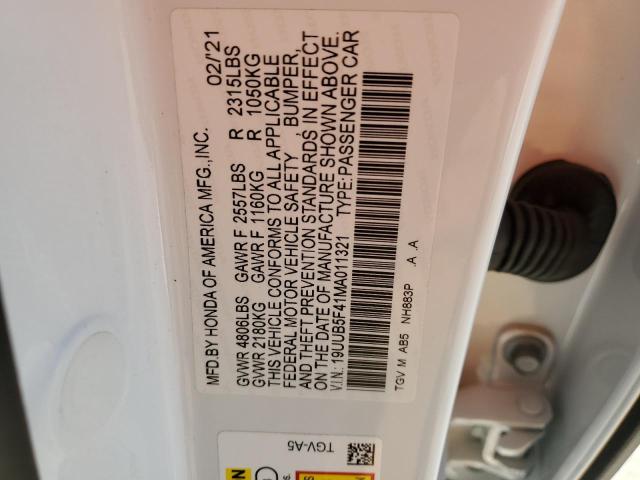 MFD.BY HONDA OF AMERICA MFG.,INC. 02/'21
GVWR 4806LBS GAWR F 2557LBS R 2315LBS
GVWR 2180KG GAWR F 1160KG R 1050KG
THIS VEHICLE CONFORMS TO ALL APPLICABLE
FEDERAL MOTOR VEHICLE SAFETY , BUMPER,
AND THEFT PREVENTION STANDARDS IN EFFECT
ON THE DATE OF MANUFACTURE SHOWN ABOVE.
V.I.N.: 19UUB5F41MA011321 TYPE:PASSENGER CAR
TGV M AB5 NH883P .A .A
TGV-A5